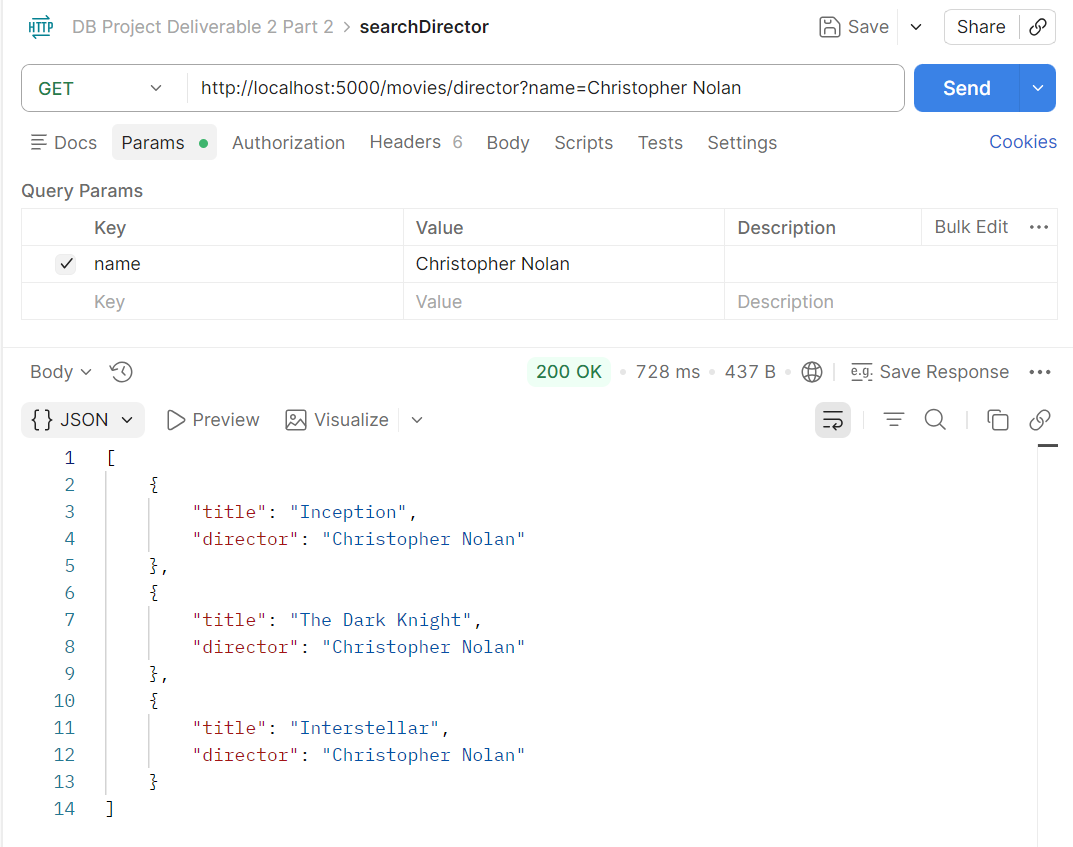 HTTP DB Project Deliverable 2 Part 2 > searchDirector Save Share
GET http://localhost:5000/movies/director?name=Christopher Nolan Send
Docs Params Authorization Headers 6 Body Scripts Tests Settings Cookies
Query Params
Key Value Description Bulk Edit
name Christopher Nolan
Key Value Description
Body 200 OK 728 ms 437 B e.g. Save Response
{} JSON Preview Visualize
1 [
2 {
3 "title": "Inception",
4 "director": "Christopher Nolan"
5 },
6 {
7 "title": "The Dark Knight",
8 "director": "Christopher Nolan"
9 },
10 {
11 "title": "Interstellar",
12 "director": "Christopher Nolan"
13 }
14 ]